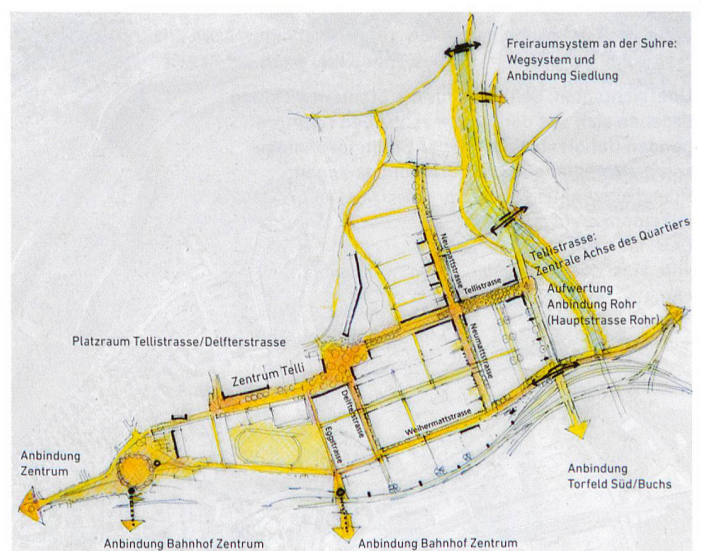 Freiraumsystem an der Suhre:
Wegsystem und
Anbindung Siedlung
Tellistrasse:
Zentrale Achse des Quartiers
Neumattstrasse
Tellistrasse
Aufwertung
Anbindung Rohr
(Hauptstrasse Rohr)
Platzraum Tellistrasse/Delfterstrasse
Zentrum Telli
Neumattstrasse
Delfterstrasse
Weihermattstrasse
Eggstrasse
Anbindung
Zentrum
Anbindung
Torfeld Süd/Buchs
Anbindung Bahnhof Zentrum
Anbindung Bahnhof Zentrum